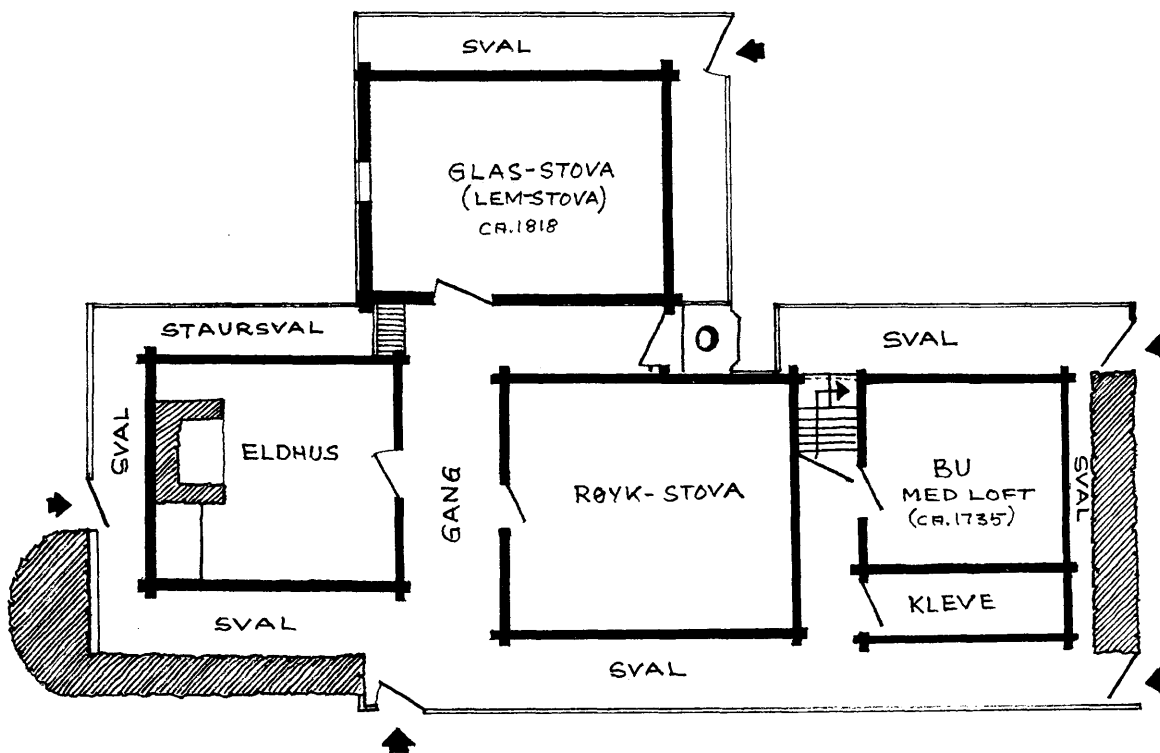 SVAL
GLAS-STOVA
(LEM-STOVA)
CA.1818
STAURSVAL
SVAL
SVAL
ELDHUS
GANG
RØYK-STOVA
BU
MED LOFT
(CA.1735)
SVAL
KLEVE
SVAL
SVAL